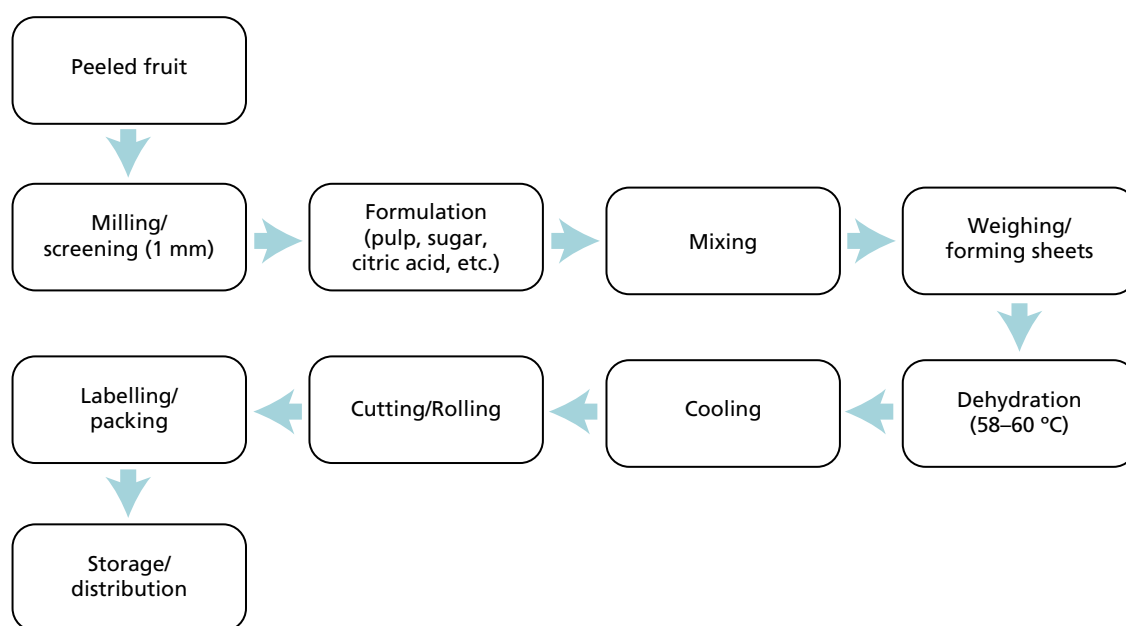 Peeled fruit
Milling/
screening (1 mm)
Formulation
(pulp, sugar,
citric acid, etc.)
Mixing
Weighing/
forming sheets
Dehydration
(58–60 ºC)
Cooling
Cutting/Rolling
Labelling/
packing
Storage/
distribution